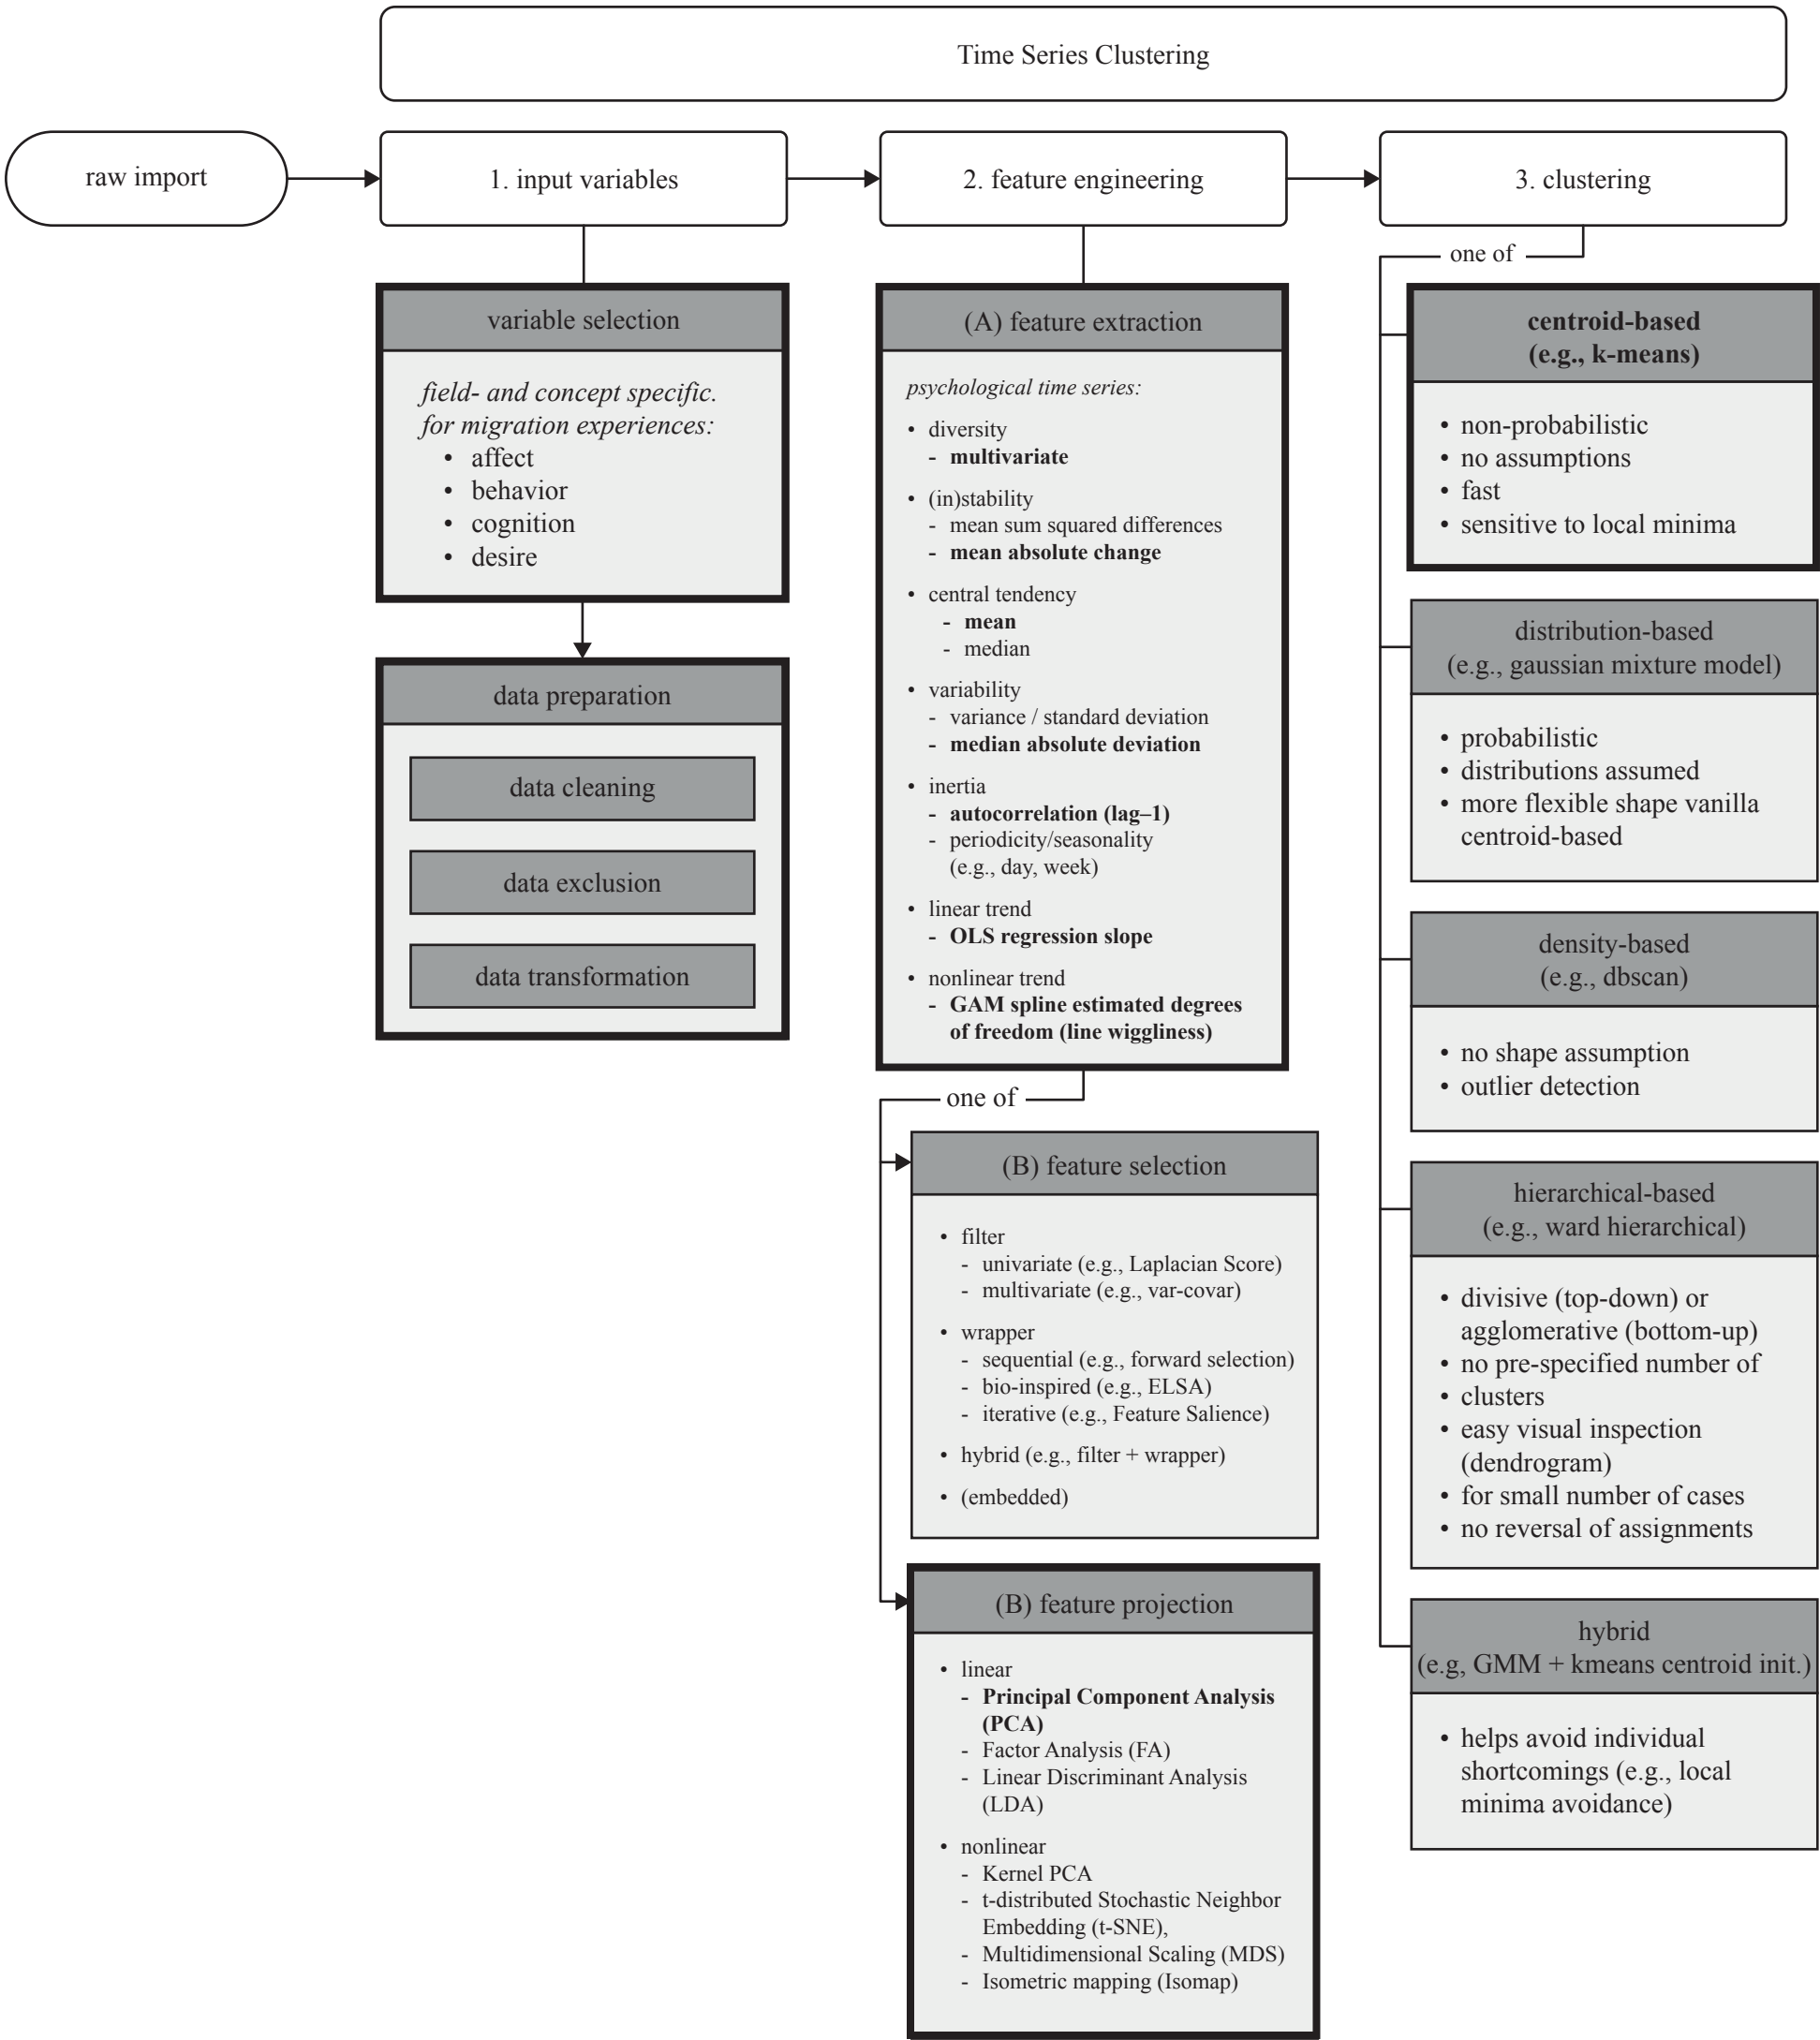 Time Series Clustering
raw import
1. input variables
2. feature engineering
3. clustering
variable selection
field- and concept specific.
for migration experiences:
• affect
• behavior
• cognition
• desire
data preparation
data cleaning
data exclusion
data transformation
(A) feature extraction
psychological time series:
• diversity
- multivariate
• (in)stability
- mean sum squared differences
- mean absolute change
• central tendency
- mean
- median
• variability
- variance / standard deviation
- median absolute deviation
• inertia
- autocorrelation (lag–1)
- periodicity/seasonality
(e.g., day, week)
• linear trend
- OLS regression slope
• nonlinear trend
- GAM spline estimated degrees
of freedom (line wiggliness)
one of
(B) feature selection
• filter
- univariate (e.g., Laplacian Score)
- multivariate (e.g., var-covar)
• wrapper
- sequential (e.g., forward selection)
- bio-inspired (e.g., ELSA)
- iterative (e.g., Feature Salience)
• hybrid (e.g., filter + wrapper)
• (embedded)
(B) feature projection
• linear
- Principal Component Analysis
(PCA)
- Factor Analysis (FA)
- Linear Discriminant Analysis
(LDA)
• nonlinear
- Kernel PCA
- t-distributed Stochastic Neighbor
Embedding (t-SNE),
- Multidimensional Scaling (MDS)
- Isometric mapping (Isomap)
one of
centroid-based
(e.g., k-means)
• non-probabilistic
• no assumptions
• fast
• sensitive to local minima
distribution-based
(e.g., gaussian mixture model)
• probabilistic
• distributions assumed
• more flexible shape vanilla
centroid-based
density-based
(e.g., dbscan)
• no shape assumption
• outlier detection
hierarchical-based
(e.g., ward hierarchical)
• divisive (top-down) or
agglomerative (bottom-up)
• no pre-specified number of
• clusters
• easy visual inspection
(dendrogram)
• for small number of cases
• no reversal of assignments
hybrid
(e.g, GMM + kmeans centroid init.)
• helps avoid individual
shortcomings (e.g., local
minima avoidance)